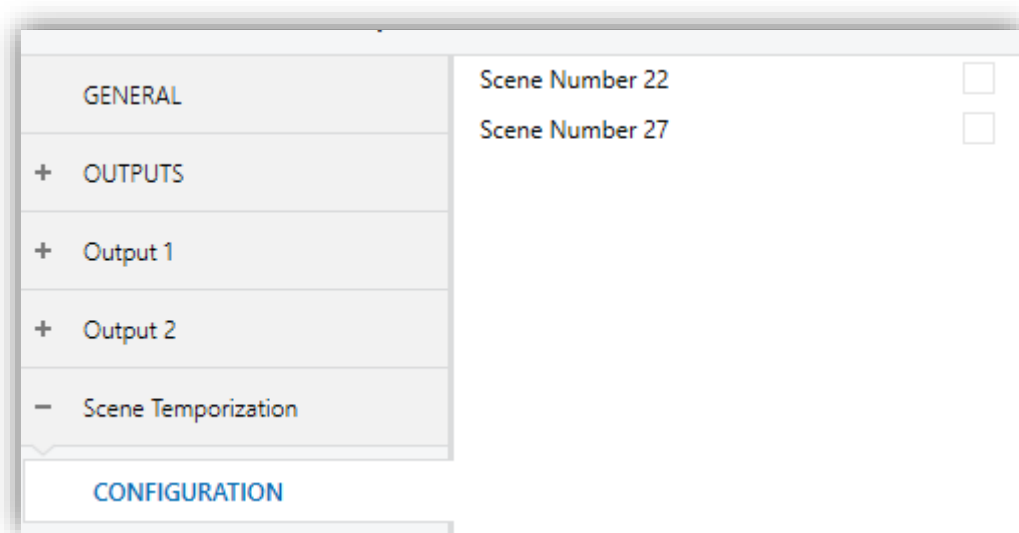 GENERAL
+ OUTPUTS
+ Output 1
+ Output 2
− Scene Temporization
CONFIGURATION
Scene Number 22
Scene Number 27